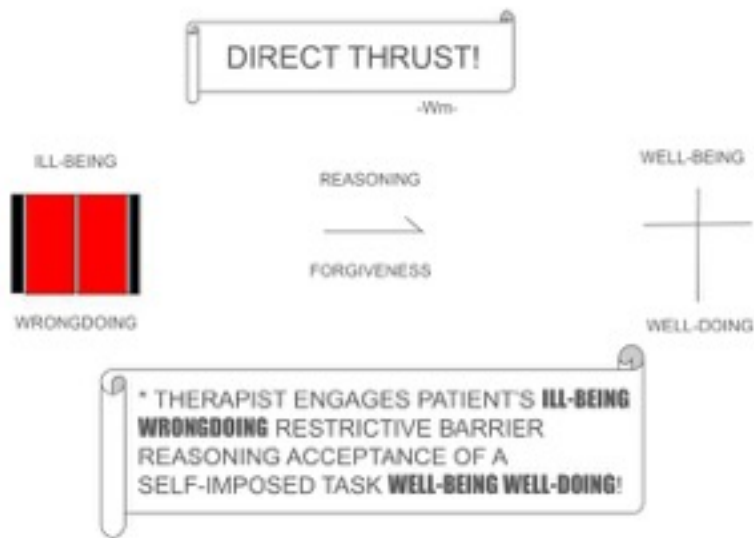 DIRECT THRUST!
-Wm-
ILL-BEING
REASONING
WELL-BEING
FORGIVENESS
WRONGDOING
WELL-DOING
* THERAPIST ENGAGES PATIENT'S ILL-BEING
WRONGDOING RESTRICTIVE BARRIER
REASONING ACCEPTANCE OF A
SELF-IMPOSED TASK WELL-BEING WELL-DOING!